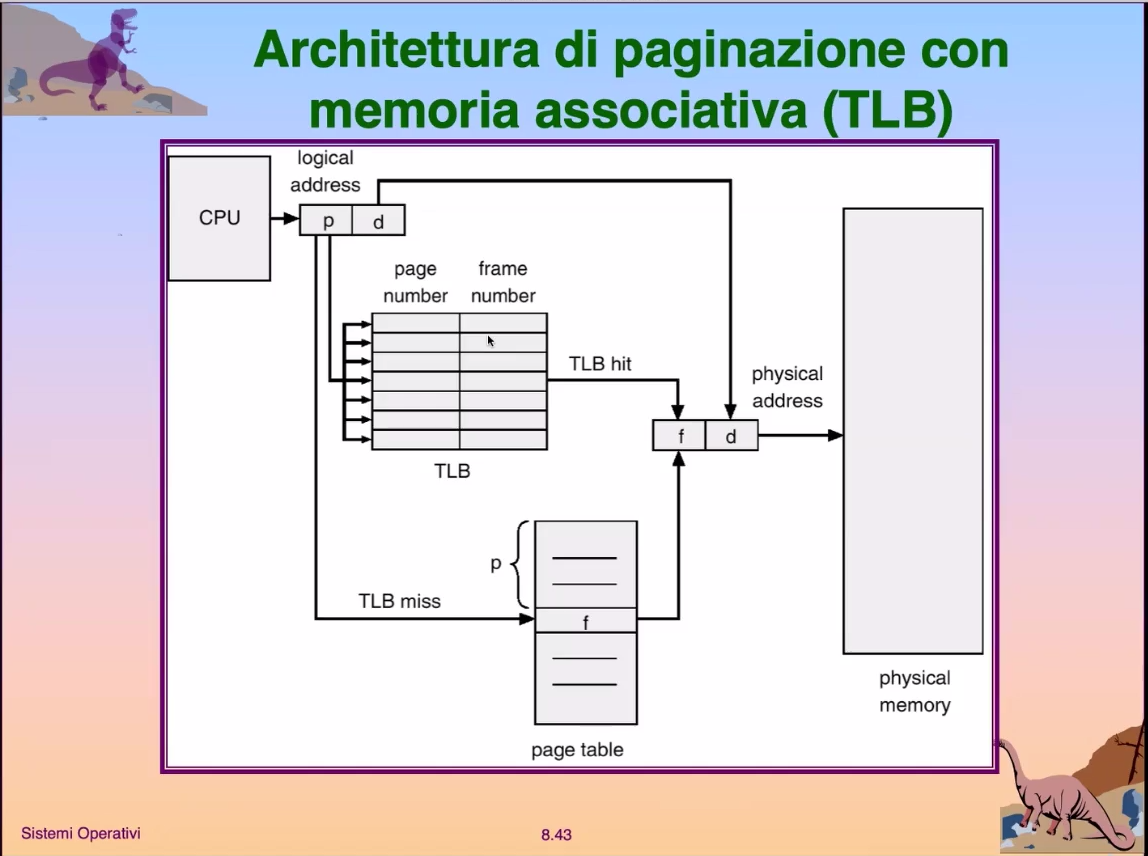 Architettura di paginazione con
memoria associativa (TLB)
logical
address
CPU
p
d
page
number
frame
number
TLB hit
physical
address
f
d
TLB
p
TLB miss
f
physical
memory
page table
Sistemi Operativi
8.43